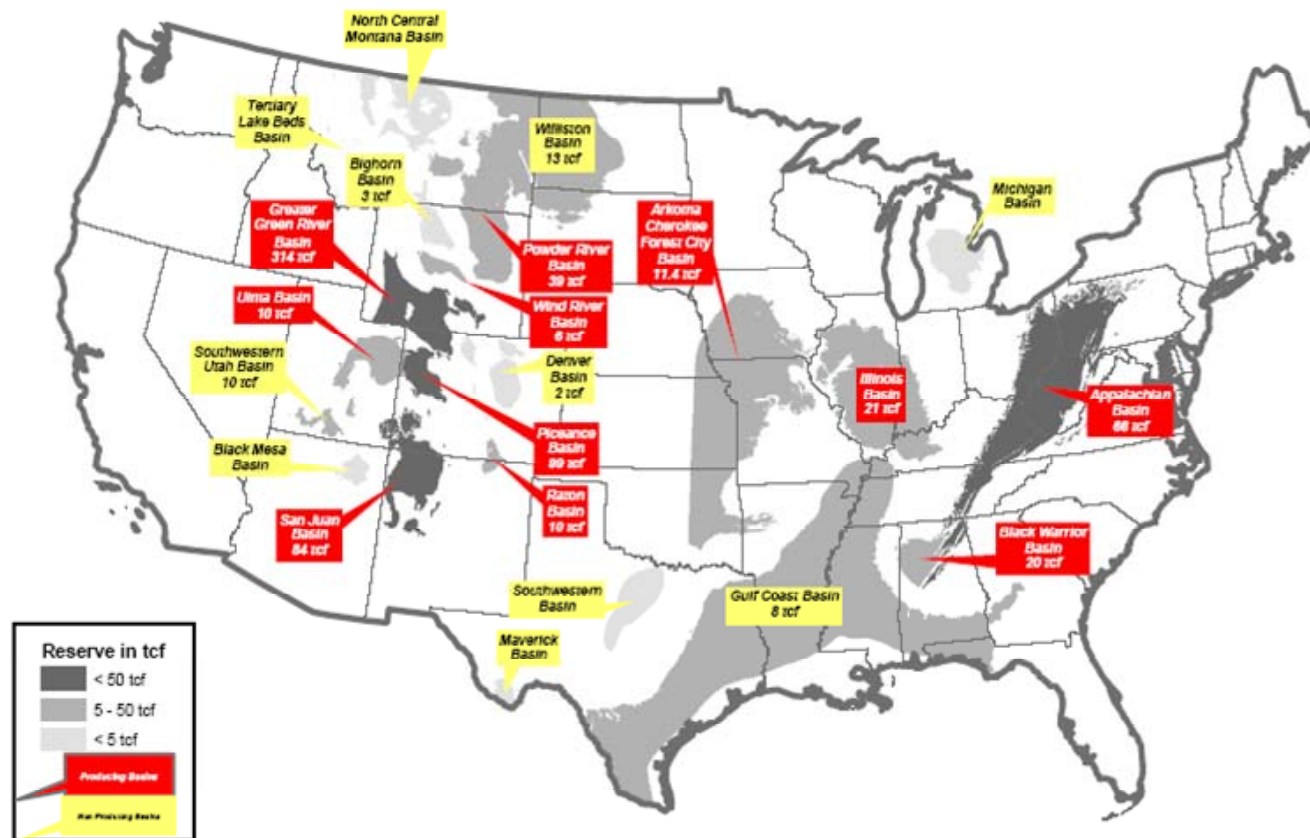 North Central
Montana Basin
Tertiary
Lake Beds
Basin
Williston
Basin
13 tcf
Bighorn
Basin
3 tcf
Michigan
Basin
Greater
Green River
Basin
314 tcf
Arkoma
Cherokee
Forest City
Basin
11.4 tcf
Powder River
Basin
39 tcf
Uinta Basin
10 tcf
Wind River
Basin
6 tcf
Southwestern
Utah Basin
10 tcf
Denver
Basin
2 tcf
Illinois
Basin
21 tcf
Appalachian
Basin
66 tcf
Piceance
Basin
99 tcf
Black Mesa
Basin
Raton
Basin
10 tcf
San Juan
Basin
84 tcf
Black Warrior
Basin
20 tcf
Southwestern
Basin
Gulf Coast Basin
8 tcf
Maverick
Basin
Reserve in tcf
< 50 tcf
5 - 50 tcf
< 5 tcf
Producing Basins
Non Producing Basins